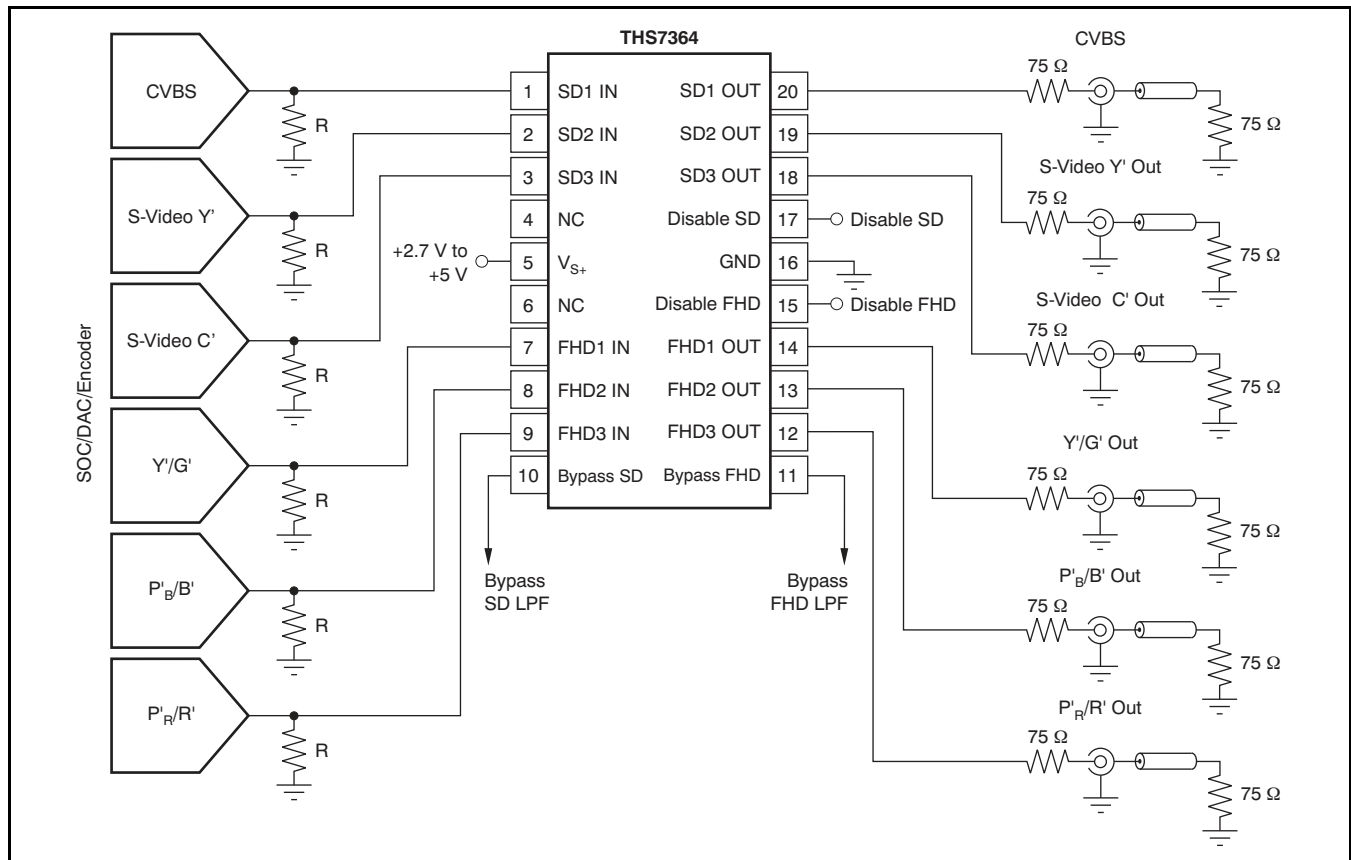 THS7364
CVBS
CVBS
R
S-Video Y'
R
S-Video C'
R
Y'/G'
R
P'B/B'
R
P'R/R'
R
SOC/DAC/Encoder
+2.7 V to
+5 V
1 SD1 IN SD1 OUT 20
2 SD2 IN SD2 OUT 19
3 SD3 IN SD3 OUT 18
4 NC Disable SD 17 Disable SD
5 VS+ GND 16
6 NC Disable FHD 15 Disable FHD
7 FHD1 IN FHD1 OUT 14
8 FHD2 IN FHD2 OUT 13
9 FHD3 IN FHD3 OUT 12
10 Bypass SD Bypass FHD 11
Bypass
SD LPF
Bypass
FHD LPF
75 Ω
75 Ω
S-Video Y' Out
75 Ω
75 Ω
S-Video C' Out
75 Ω
75 Ω
Y'/G' Out
75 Ω
75 Ω
P'B/B' Out
75 Ω
75 Ω
P'R/R' Out
75 Ω
75 Ω